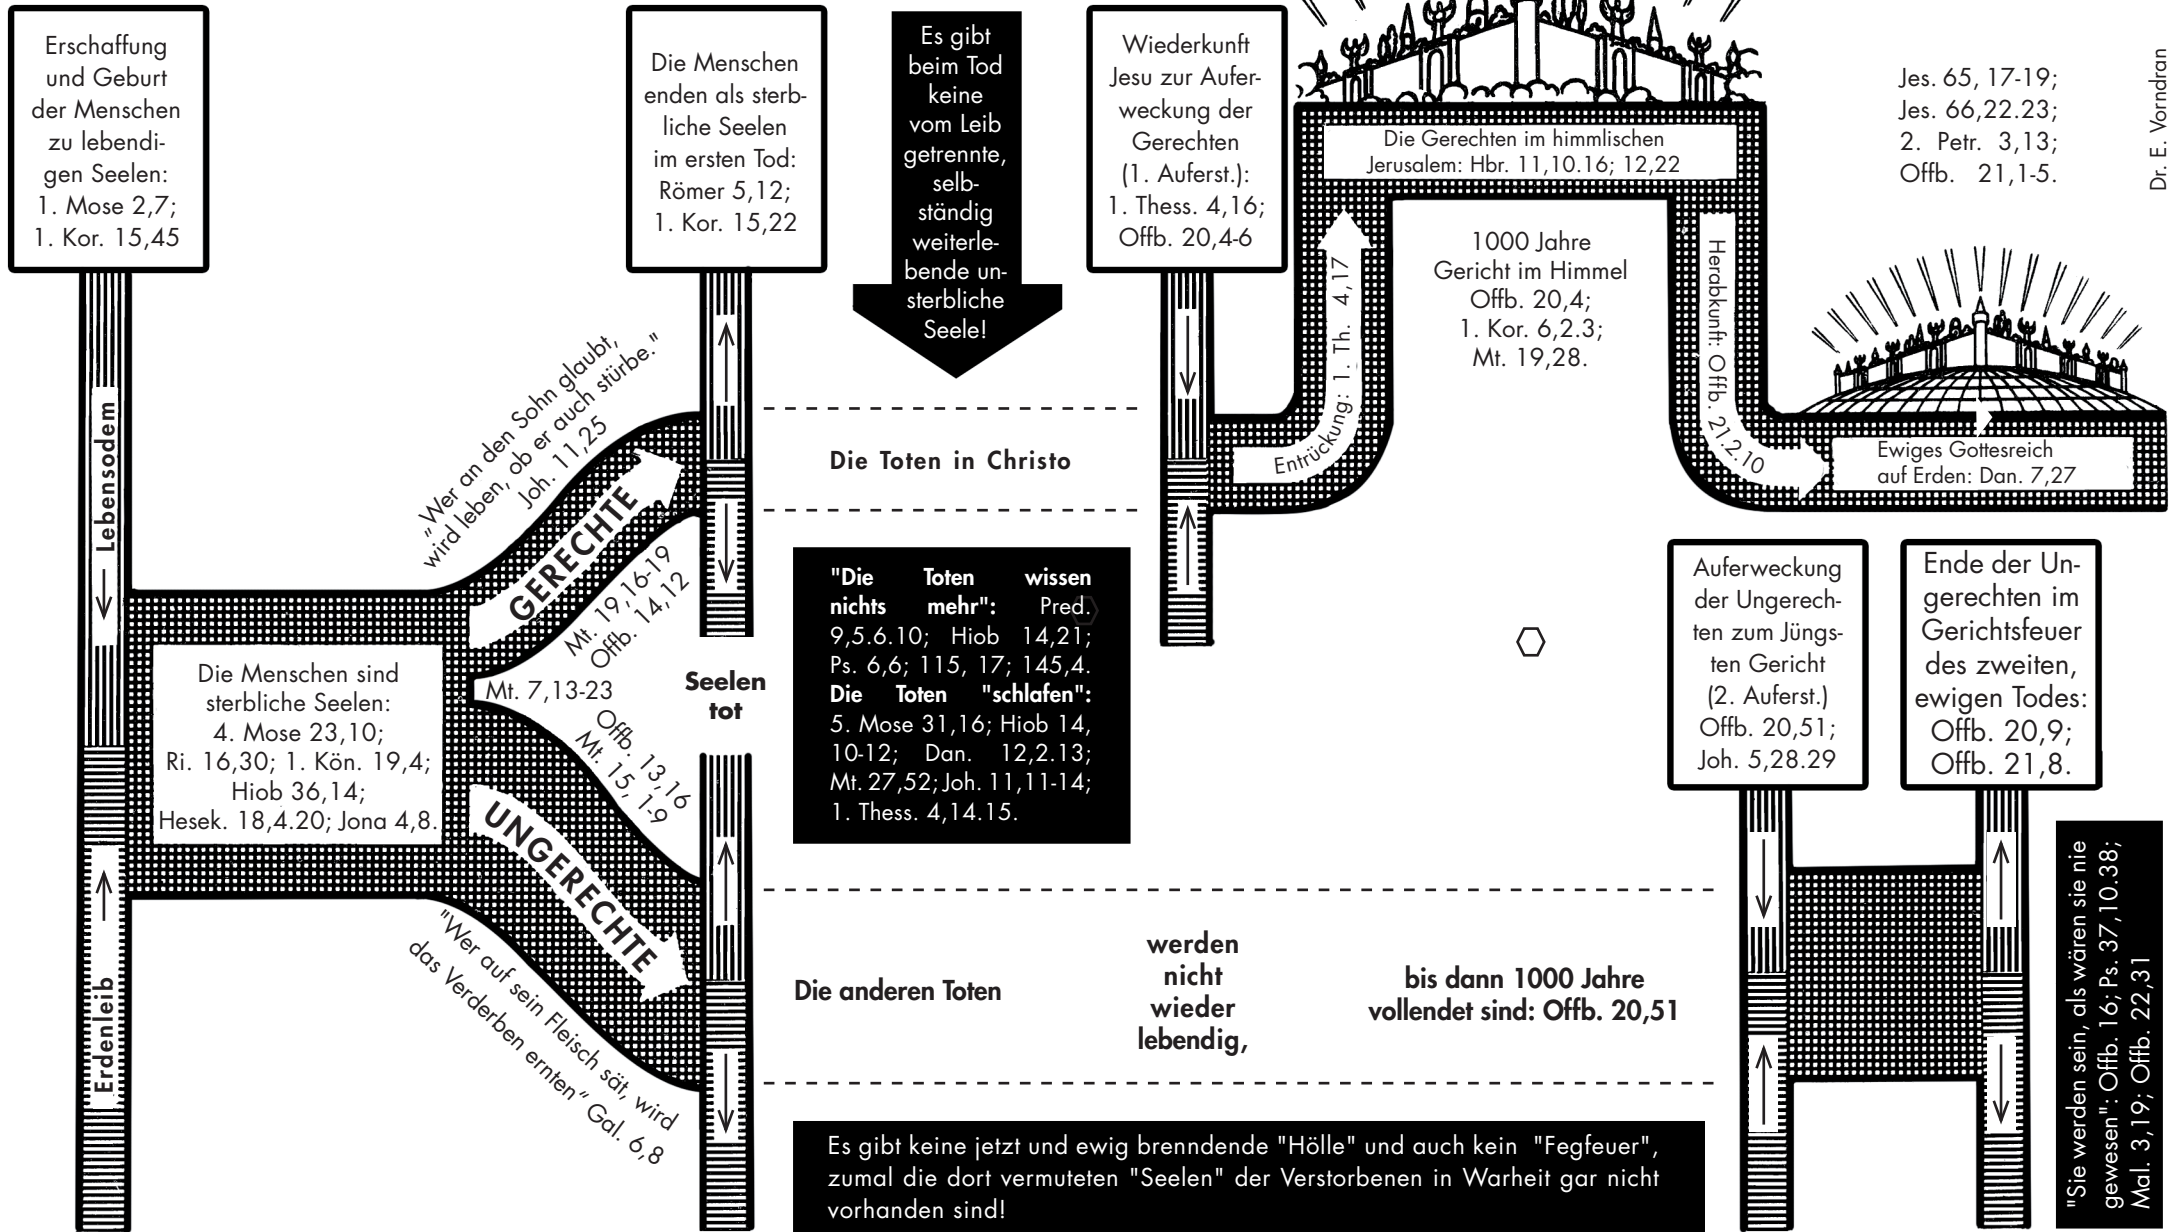 Erschaffung
und Geburt
der Menschen
zu lebendi-
gen Seelen:
1. Mose 2,7;
1. Kor. 15,45
Die Menschen
enden als sterb-
liche Seelen
im ersten Tod:
Römer 5,12;
1. Kor. 15,22
Es gibt
beim Tod
keine
vom Leib
getrennte,
selb-
ständig
weiterle-
bende un-
sterbliche
Seele!
Wiederkunft
Jesu zur Aufer-
weckung der
Gerechten
(1. Auferst.):
1. Thess. 4,16;
Offb. 20,4-6
Die Gerechten im himmlischen
Jerusalem: Hbr. 11,10.16; 12,22
Jes. 65, 17-19;
Jes. 66,22.23;
2. Petr. 3,13;
Offb. 21,1-5.
Dr. E. Vorndran
1000 Jahre
Gericht im Himmel
Offb. 20,4;
1. Kor. 6,2.3;
Mt. 19,28.
Entrückung: 1. Th. 4,17
Herabkunft: Offb. 21.2.10
Ewiges Gottesreich
auf Erden: Dan. 7,27
Lebensodem
Erdenleib
„Wer an den Sohn glaubt,
wird leben, ob er auch stürbe."
Joh. 11,25
GERECHTE
Mt. 19,16-19
Offb. 14,12
Die Menschen sind
sterbliche Seelen:
4. Mose 23,10;
Ri. 16,30; 1. Kön. 19,4;
Hiob 36,14;
Hesek. 18,4.20; Jona 4,8.
Mt. 7,13-23
Offb. 13,16
Mt. 15, 1-9
UNGERECHTE
"Wer auf sein Fleisch sät, wird
das Verderben ernten“ Gal. 6,8
Seelen
tot
Die Toten in Christo
"Die Toten wissen
nichts mehr": Pred.
9,5.6.10; Hiob 14,21;
Ps. 6,6; 115, 17; 145,4.
Die Toten "schlafen":
5. Mose 31,16; Hiob 14,
10-12; Dan. 12,2.13;
Mt. 27,52; Joh. 11,11-14;
1. Thess. 4,14.15.
Auferweckung
der Ungerech-
ten zum Jüngs-
ten Gericht
(2. Auferst.)
Offb. 20,51;
Joh. 5,28.29
Ende der Un-
gerechten im
Gerichtsfeuer
des zweiten,
ewigen Todes:
Offb. 20,9;
Offb. 21,8.
Die anderen Toten
werden
nicht
wieder
lebendig,
bis dann 1000 Jahre
vollendet sind: Offb. 20,51
"Sie werden sein, als wären sie nie
gewesen": Offb. 16; Ps. 37,10.38;
Mal. 3,19; Offb. 22,31
Es gibt keine jetzt und ewig brenndende "Hölle" und auch kein "Fegfeuer",
zumal die dort vermuteten "Seelen" der Verstorbenen in Warheit gar nicht
vorhanden sind!